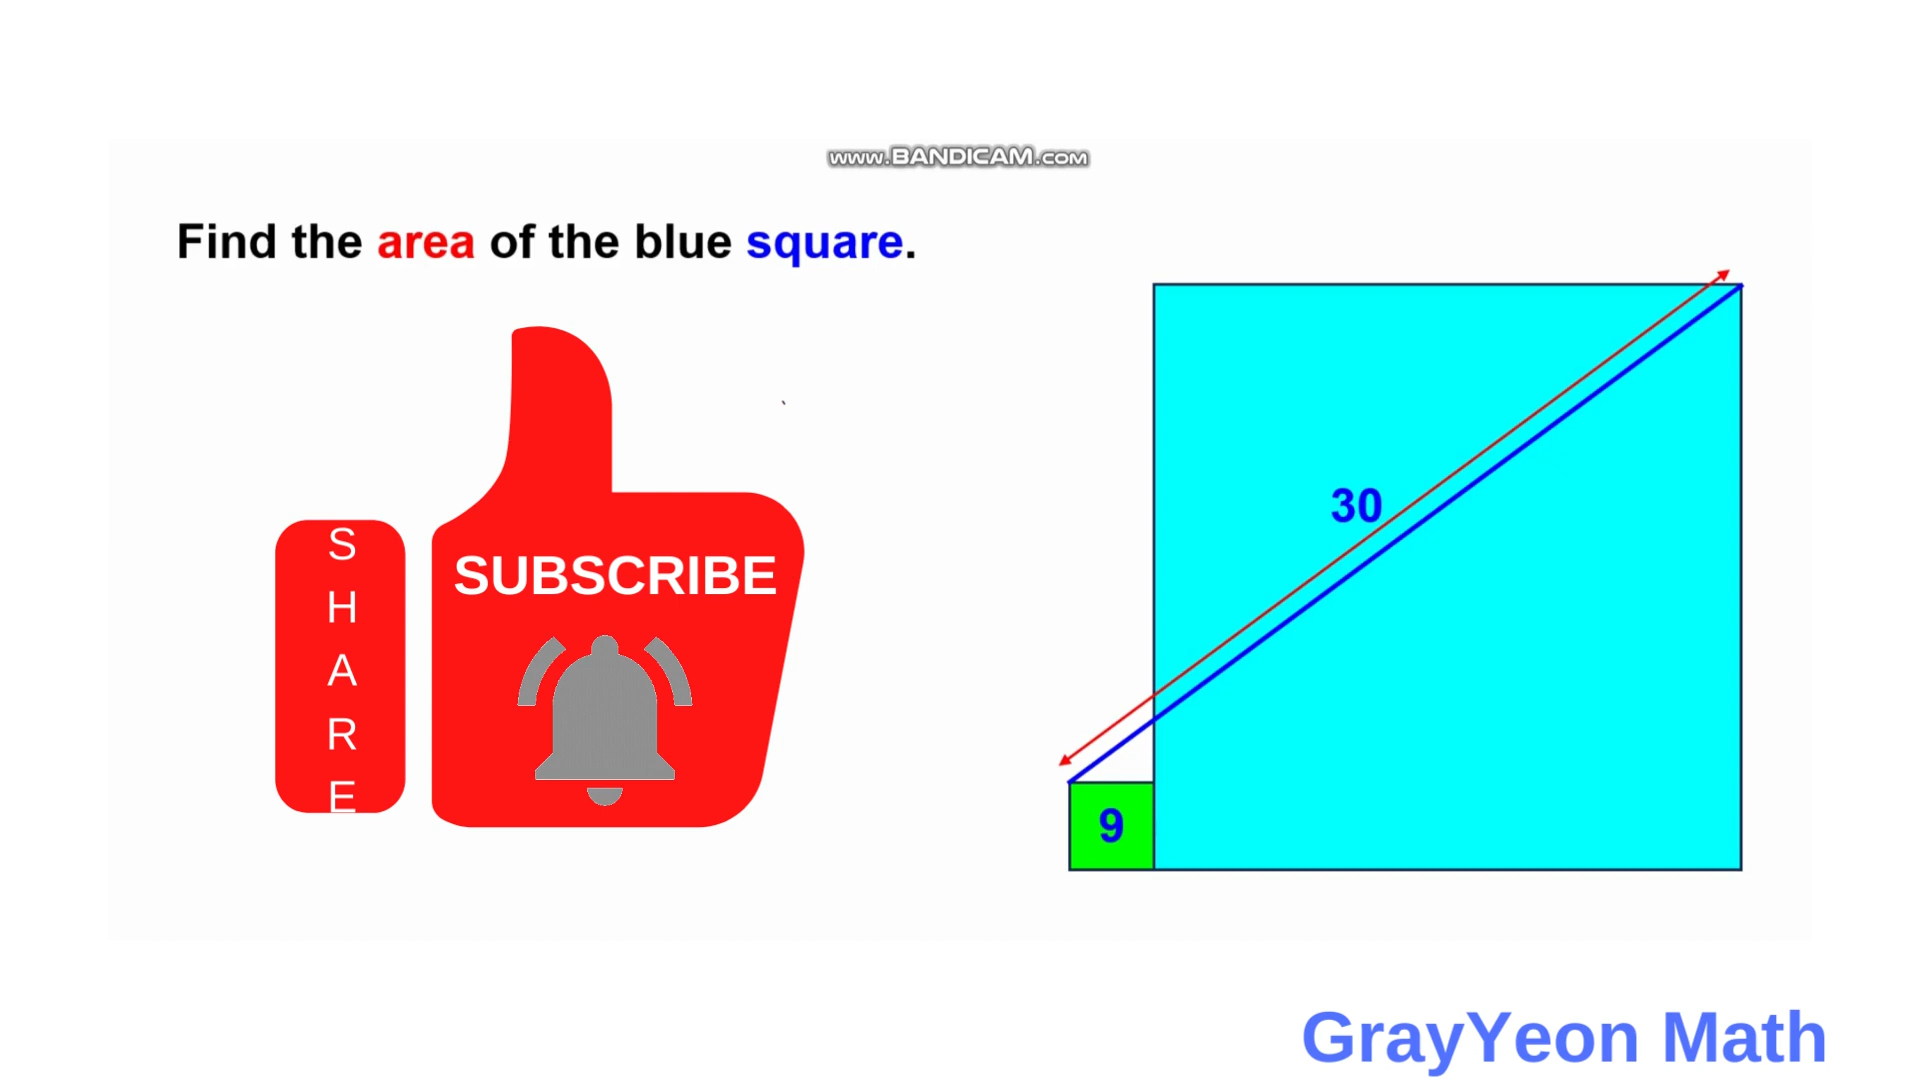 www.BANDICAM.com
Find the area of the blue square.
30
S
H
A
R
E
SUBSCRIBE
9
GrayYeon Math